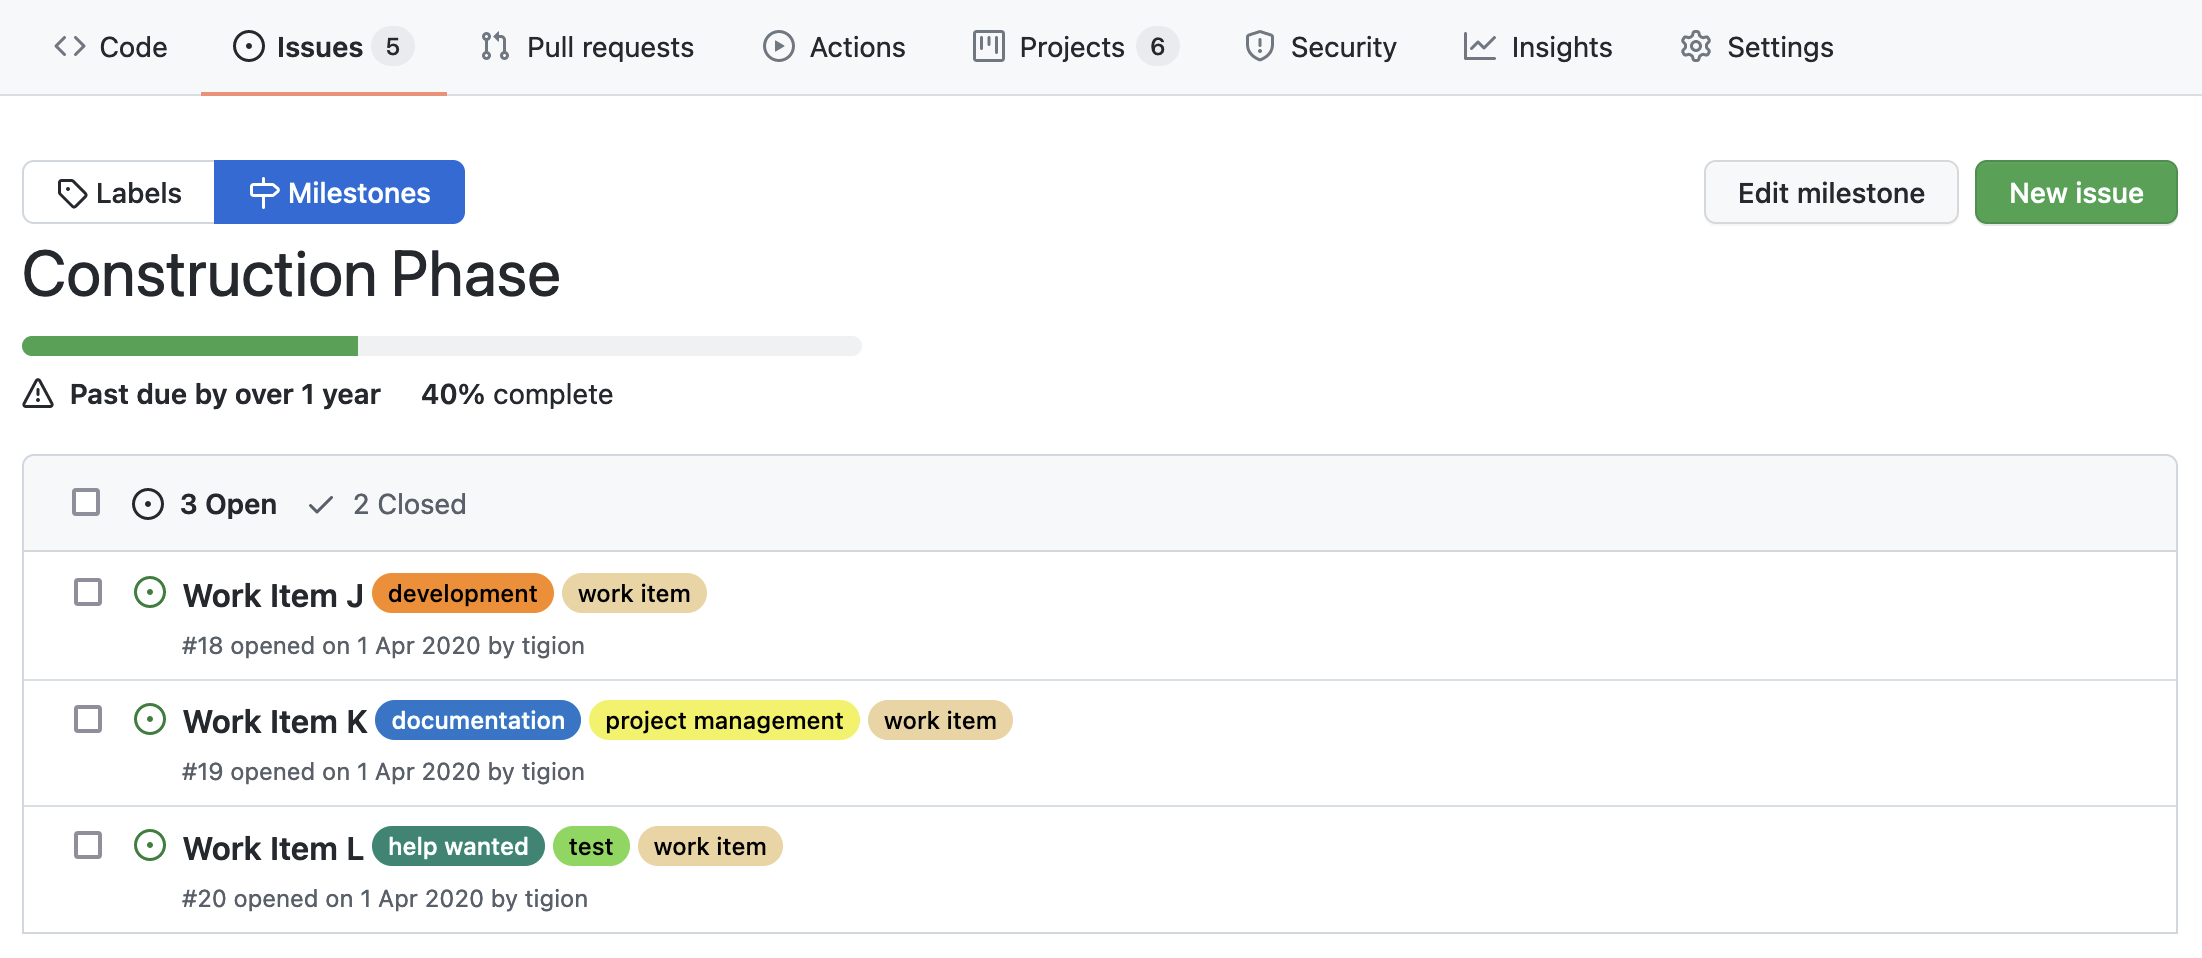 Code Issues 5 Pull requests Actions Projects 6 Security Insights Settings
Labels Milestones Edit milestone New issue
Construction Phase
Past due by over 1 year 40% complete
3 Open 2 Closed
Work Item J development work item
#18 opened on 1 Apr 2020 by tigion
Work Item K documentation project management work item
#19 opened on 1 Apr 2020 by tigion
Work Item L help wanted test work item
#20 opened on 1 Apr 2020 by tigion